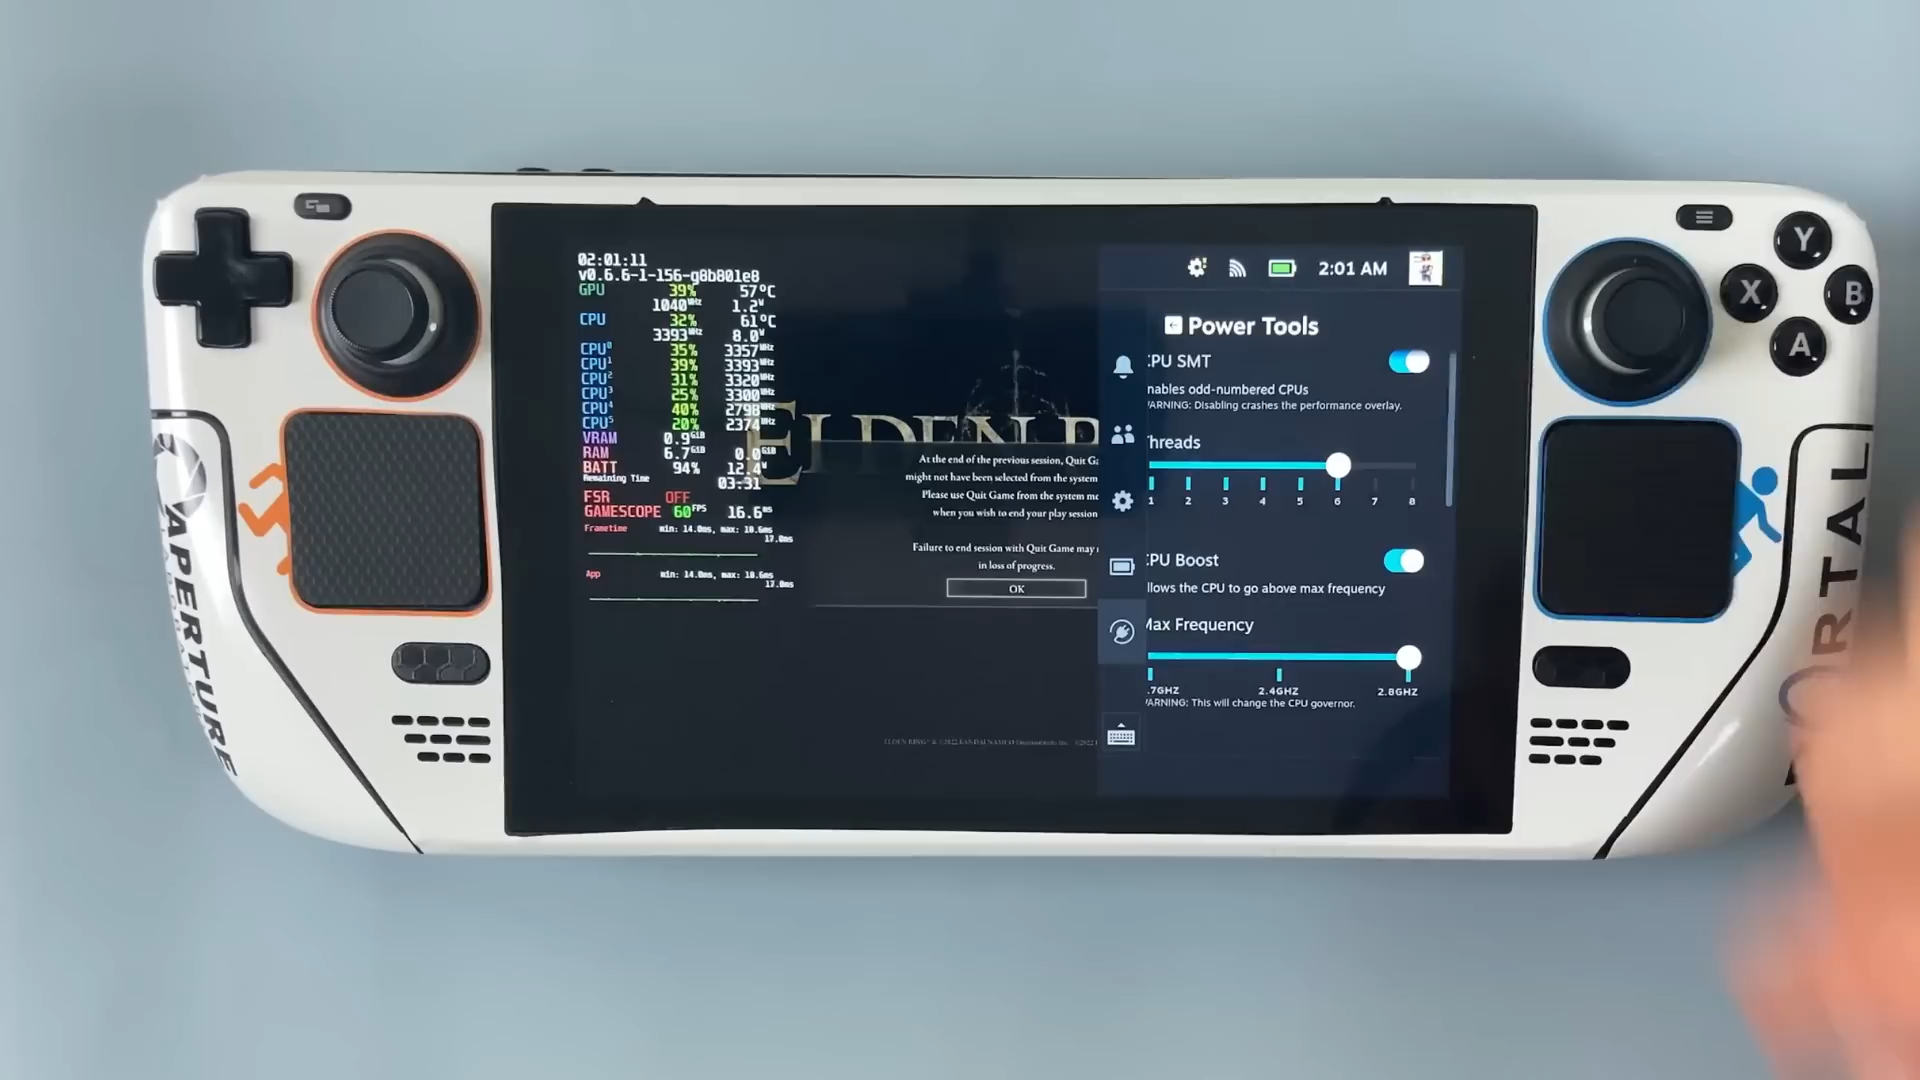 02:01:11
v0.6.6-1-156-g8b801e8
GPU 39% 57°C
1040MHz 1.2W
CPU 32% 61°C
3393MHz 8.0W
CPU0 35% 3357MHz
CPU1 39% 3393MHz
CPU2 31% 3320MHz
CPU3 25% 3300MHz
CPU4 40% 2798MHz
CPU5 20% 2374MHz
VRAM 0.9GiB
RAM 6.7GiB 0.0GiB
BATT 94% 12.4W
Remaining Time 03:31
FSR OFF
GAMESCOPE 60FPS 16.6ms
Frametime min: 14.0ms, max: 18.6ms
17.0ms
App min: 14.0ms, max: 18.6ms
17.0ms
ELDEN R
At the end of the previous session, Quit Ga
might not have been selected from the system
Please use Quit Game from the system me
when you wish to end your play session
Failure to end session with Quit Game may
in loss of progress.
OK
2:01 AM
Power Tools
CPU SMT
nables odd-numbered CPUs
WARNING: Disabling crashes the performance overlay.
Threads
1 2 3 4 5 6 7 8
CPU Boost
llows the CPU to go above max frequency
Max Frequency
.7GHZ 2.4GHZ 2.8GHZ
WARNING: This will change the CPU governor.
Y
X
B
A
APERTURE
PORTAL